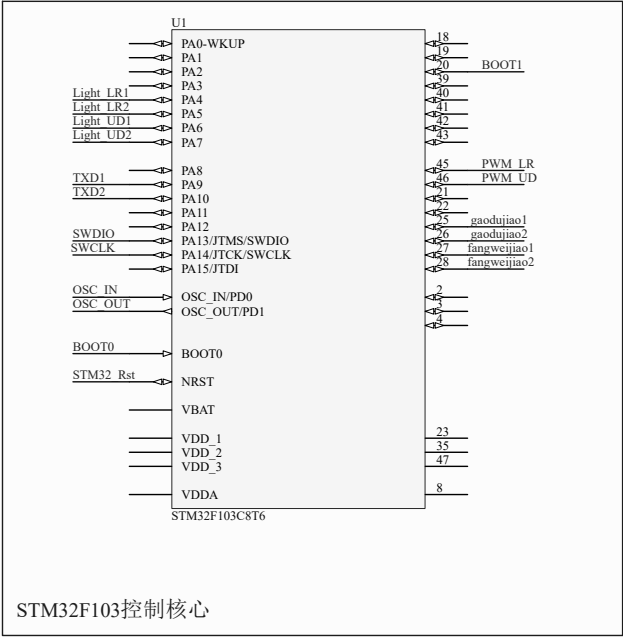 U1
PA0-WKUP 18
PA1 19
PA2 20 BOOT1
PA3 39
Light_LR1 PA4 40
Light_LR2 PA5 41
Light_UD1 PA6 42
Light_UD2 PA7 43
PA8 45 PWM_LR
TXD1 PA9 46 PWM_UD
TXD2 PA10 21
PA11 22
PA12 25 gaodujiao1
SWDIO PA13/JTMS/SWDIO 26 gaodujiao2
SWCLK PA14/JTCK/SWCLK 27 fangweijiao1
PA15/JTDI 28 fangweijiao2
OSC_IN OSC_IN/PD0 2
OSC_OUT OSC_OUT/PD1 3
4
BOOT0 BOOT0
STM32_Rst NRST
VBAT
VDD_1 23
VDD_2 35
VDD_3 47
VDDA 8
STM32F103C8T6
STM32F103控制核心